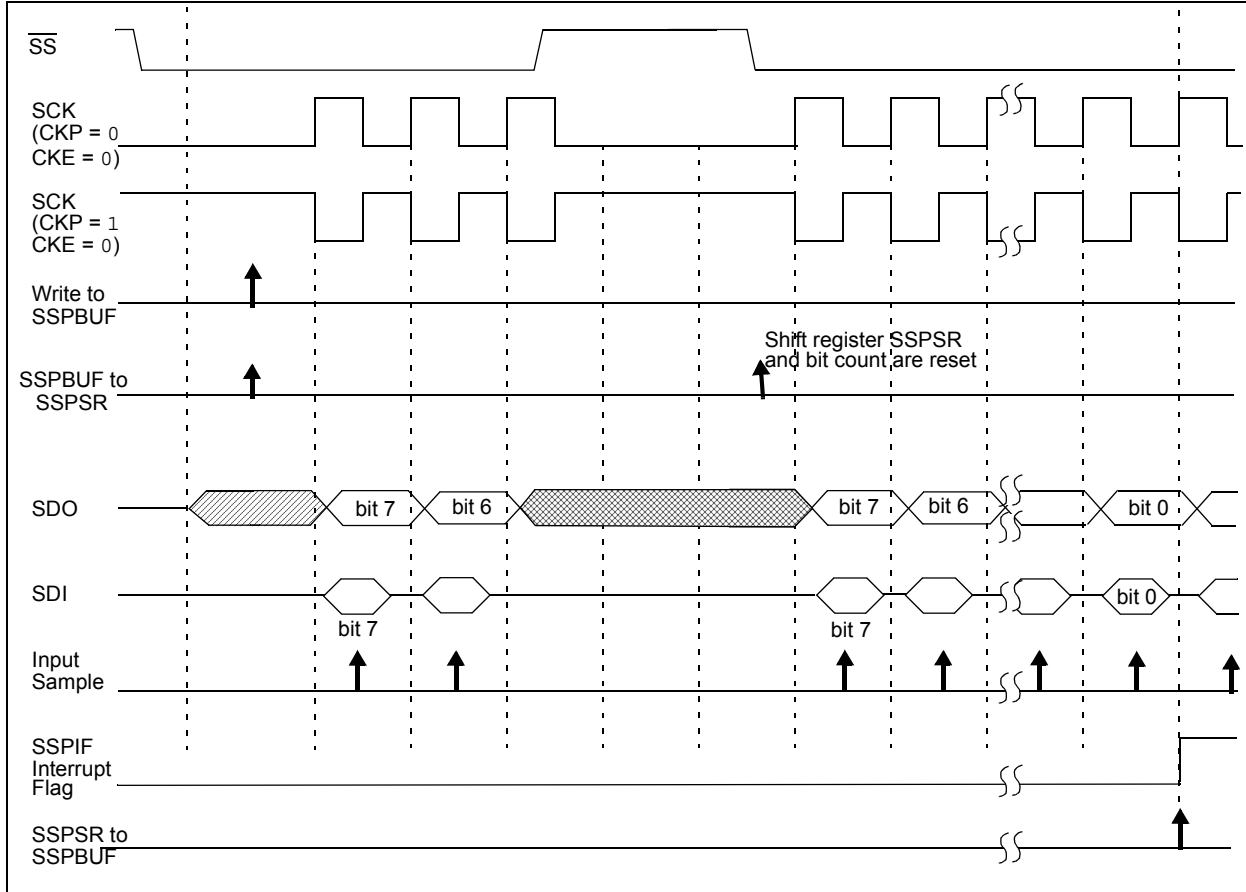 SS
SCK
(CKP = 0
CKE = 0)
SCK
(CKP = 1
CKE = 0)
Write to
SSPBUF
Shift register SSPSR
and bit count are reset
SSPBUF to
SSPSR
SDO
bit 7
bit 6
bit 7
bit 6
bit 0
SDI
bit 0
bit 7
bit 7
Input
Sample
SSPIF
Interrupt
Flag
SSPSR to
SSPBUF